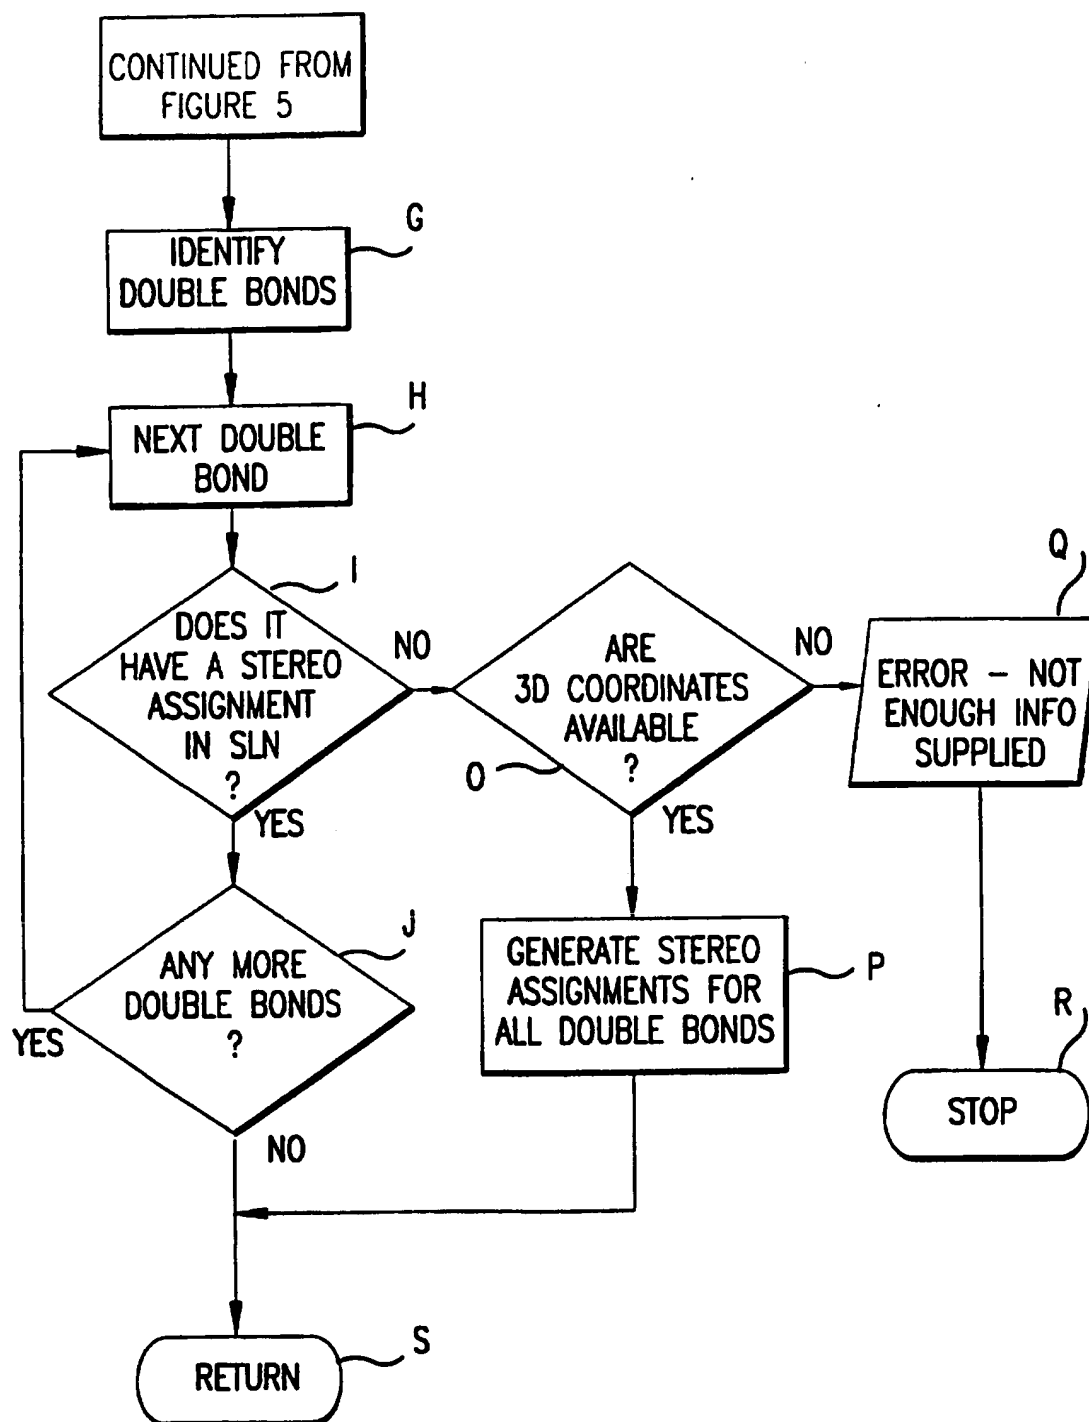 CONTINUED FROM
FIGURE 5
G
IDENTIFY
DOUBLE BONDS
H
NEXT DOUBLE
BOND
I
DOES IT
HAVE A STEREO
ASSIGNMENT
IN SLN
?
NO
YES
ARE
3D COORDINATES
AVAILABLE
?
O
NO
YES
Q
ERROR – NOT
ENOUGH INFO
SUPPLIED
J
ANY MORE
DOUBLE BONDS
?
YES
NO
GENERATE STEREO
ASSIGNMENTS FOR
ALL DOUBLE BONDS
P
R
STOP
S
RETURN